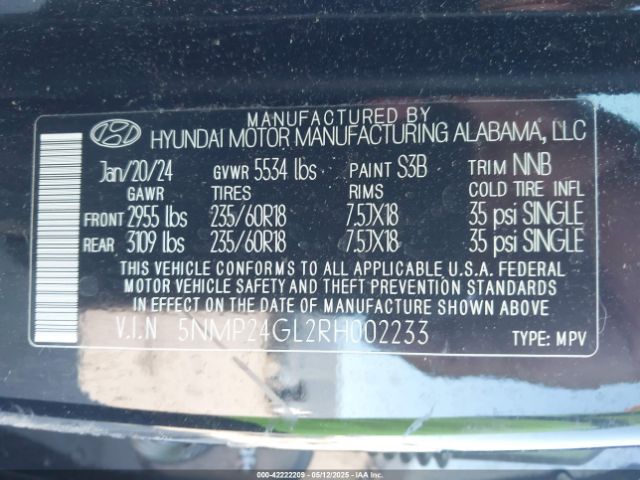 MANUFACTURED BY
HYUNDAI MOTOR MANUFACTURING ALABAMA, LLC
Jan/20/24 GVWR 5534 lbs PAINT S3B TRIM NNB
GAWR TIRES RIMS COLD TIRE INFL
FRONT 2955 lbs 235/60R18 7.5JX18 35 psi SINGLE
REAR 3109 lbs 235/60R18 7.5JX18 35 psi SINGLE
THIS VEHICLE CONFORMS TO ALL APPLICABLE U.S.A. FEDERAL
MOTOR VEHICLE SAFETY AND THEFT PREVENTION STANDARDS
IN EFFECT ON THE DATE OF MANUFACTURE SHOWN ABOVE
V.I.N 5NMP24GL2RH002233 TYPE: MPV
000-42222209 - 05/12/2025 - IAAI.COM